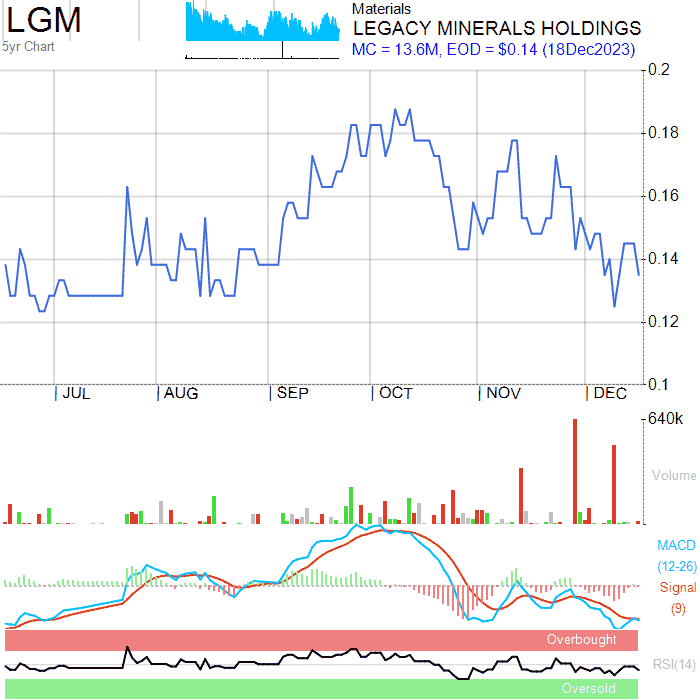 LGM
5yr Chart
Materials
LEGACY MINERALS HOLDINGS
MC = 13.6M, EOD = $0.14 (18Dec2023)
0.2
0.18
0.16
0.14
0.12
0.1
JUL AUG SEP OCT NOV DEC
640k
Volume
MACD
(12-26)
Signal
(9)
Overbought
RSI(14)
Oversold